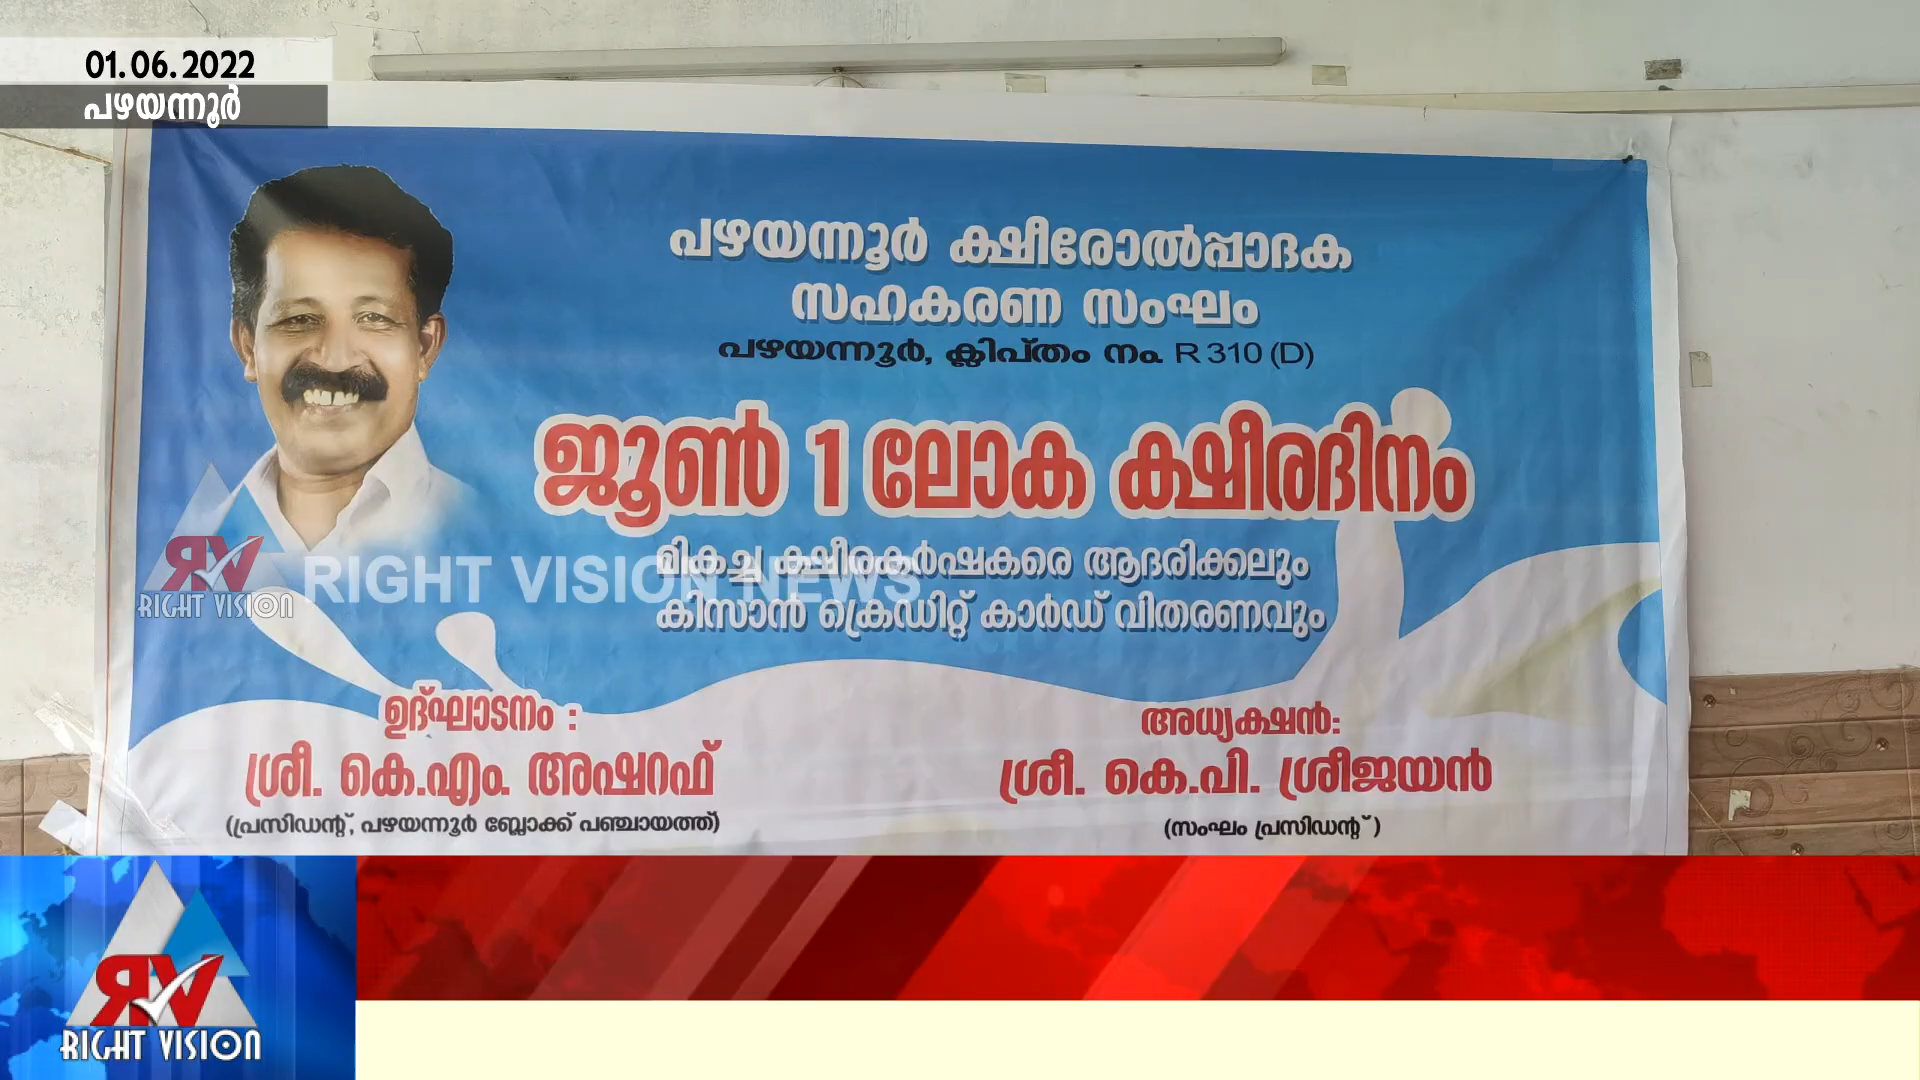 01.06.2022
പഴയന്നൂർ
പഴയന്നൂർ ക്ഷീരോൽപ്പാദക
സഹകരണ സംഘം
പഴയന്നൂർ, ക്ലിപ്തം നം. R 310 (D)
ജൂൺ 1 ലോക ക്ഷീരദിനം
മികച്ച ക്ഷീരകർഷകരെ ആദരിക്കലും
RIGHT VISION NEWS
RIGHT VISION
കിസാൻ ക്രെഡിറ്റ് കാർഡ് വിതരണവും
ഉദ്ഘാടനം :
ശ്രീ. കെ.എം. അഷറഫ്
(പ്രസിഡന്റ്, പഴയന്നൂർ ബ്ലോക്ക് പഞ്ചായത്ത്)
അധ്യക്ഷൻ:
ശ്രീ. കെ.പി. ശ്രീജയൻ
(സംഘം പ്രസിഡന്റ്)
RV
RIGHT VISION